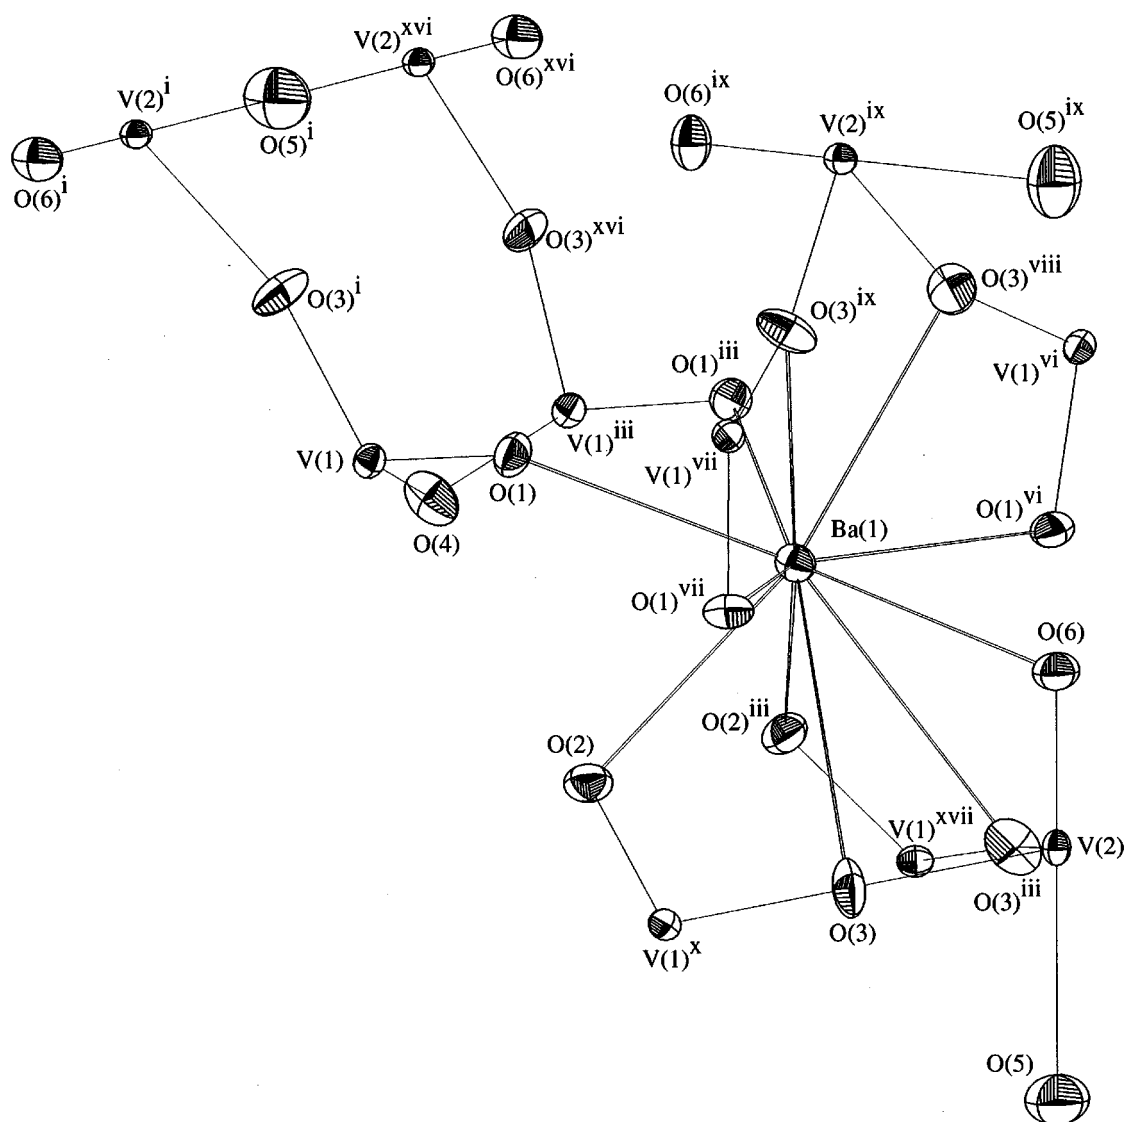 V(2)xvi
O(6)xvi
V(2)i
O(5)i
O(6)i
O(6)ix
V(2)ix
O(5)ix
O(3)xvi
O(3)i
O(3)viii
O(3)ix
O(1)iii
V(1)vi
V(1)iii
V(1)
O(1)
V(1)vii
O(4)
O(1)vi
Ba(1)
O(1)vii
O(6)
O(2)iii
O(2)
V(1)xvii
V(2)
O(3)iii
O(3)
V(1)x
O(5)